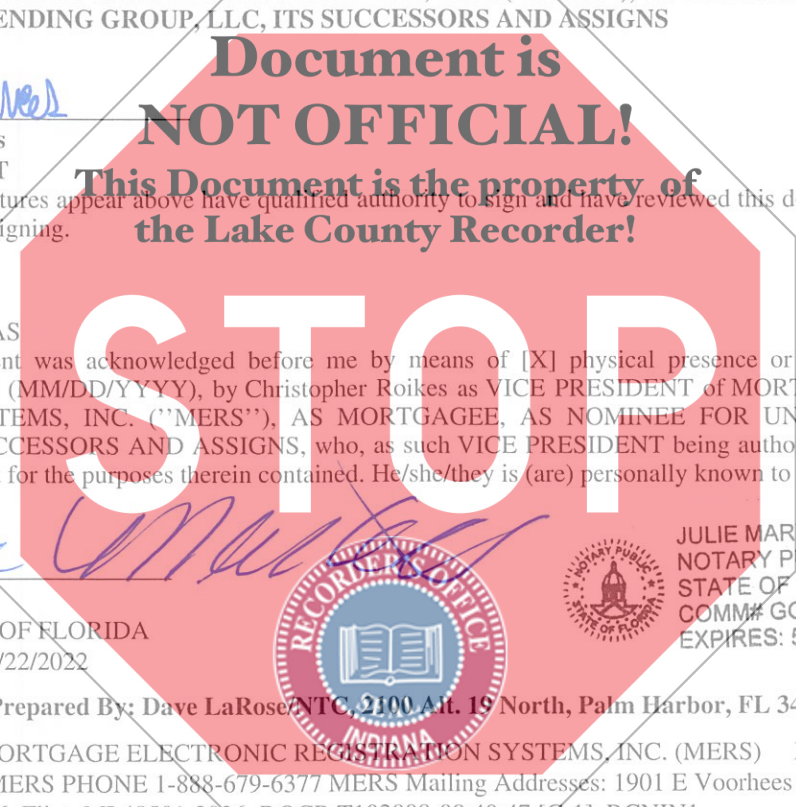 ENDING GROUP, LLC, ITS SUCCESSORS AND ASSIGNS
Document is
NOT OFFICIAL!
This Document is the property of
the Lake County Recorder!
tures appear above have qualified authority to sign and have reviewed this d
igning.
STOP
AS
nt was acknowledged before me by means of [X] physical presence or
(MM/DD/YYYY), by Christopher Roikes as VICE PRESIDENT of MORT
TEMS, INC. (''MERS''), AS MORTGAGEE, AS NOMINEE FOR UN
CCESSORS AND ASSIGNS, who, as such VICE PRESIDENT being autho
t for the purposes therein contained. He/she/they is (are) personally known to
JULIE MAR
NOTARY P
STATE OF
COMM# GG
EXPIRES: 5
NOTARY PUBLIC
STATE OF FLORIDA
RECORDER'S OFFICE
INDIANA
OF FLORIDA
/22/2022
Prepared By: Dave LaRose/NTC, 2100 Alt. 19 North, Palm Harbor, FL 34
ORTGAGE ELECTRONIC REGISTRATION SYSTEMS, INC. (MERS)
MERS PHONE 1-888-679-6377 MERS Mailing Addresses: 1901 E Voorhees